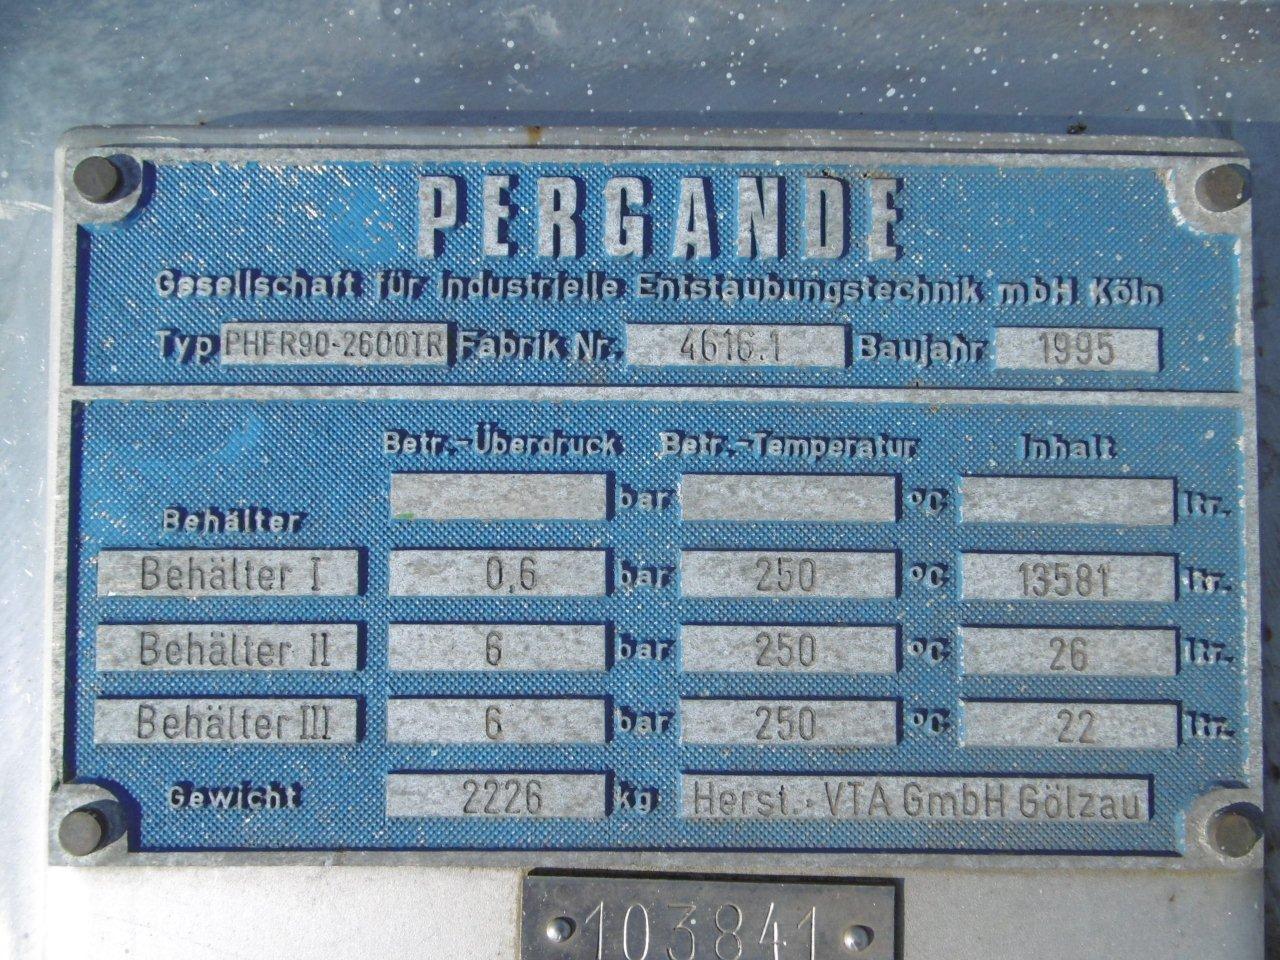 PERGANDE
Gesellschaft für industrielle Entstaubungstechnik mbH Köln
Typ PHFR90-2600TR Fabrik Nr. 4616.1 Baujahr 1995
Betr.-Überdruck Betr.-Temperatur Inhalt
Behälter bar °C ltr.
Behälter I 0,6 bar 250 °C 13581 ltr.
Behälter II 6 bar 250 °C 26 ltr.
Behälter III 6 bar 250 °C 22 ltr.
Gewicht 2226 kg Herst.: VTA GmbH Gölzau
103841